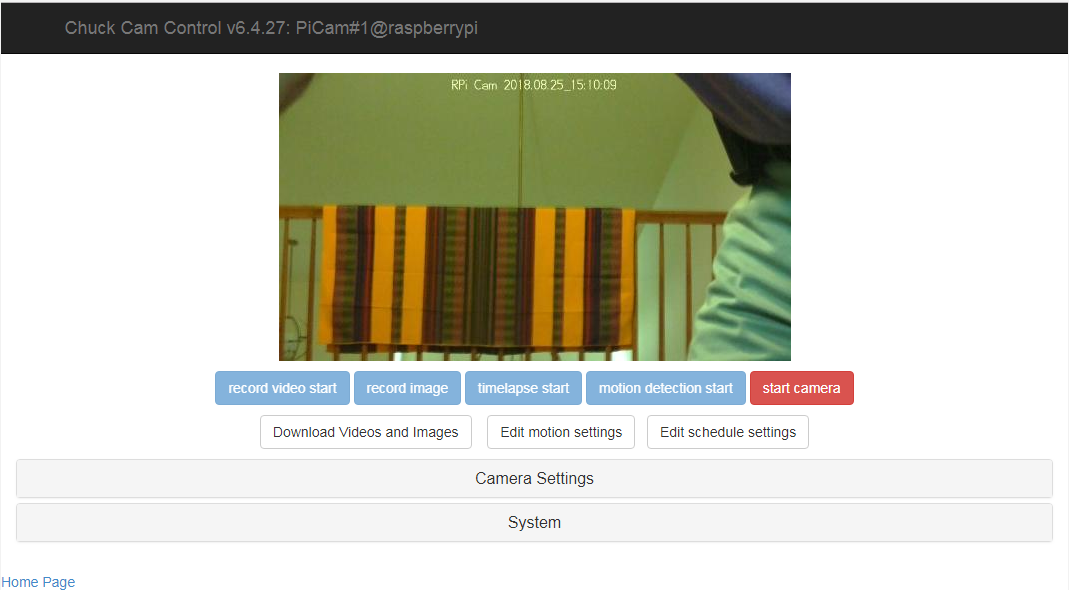 Chuck Cam Control v6.4.27: PiCam#1@raspberrypi
RPi Cam 2018.08.25_15:10:09
record video start record image timelapse start motion detection start start camera
Download Videos and Images Edit motion settings Edit schedule settings
Camera Settings
System
Home Page